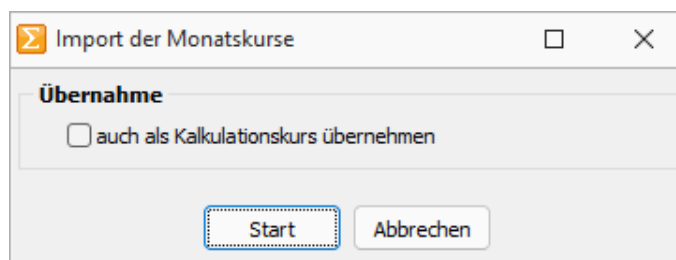 Import der Monatskurse
Übernahme
auch als Kalkulationskurs übernehmen
Start Abbrechen